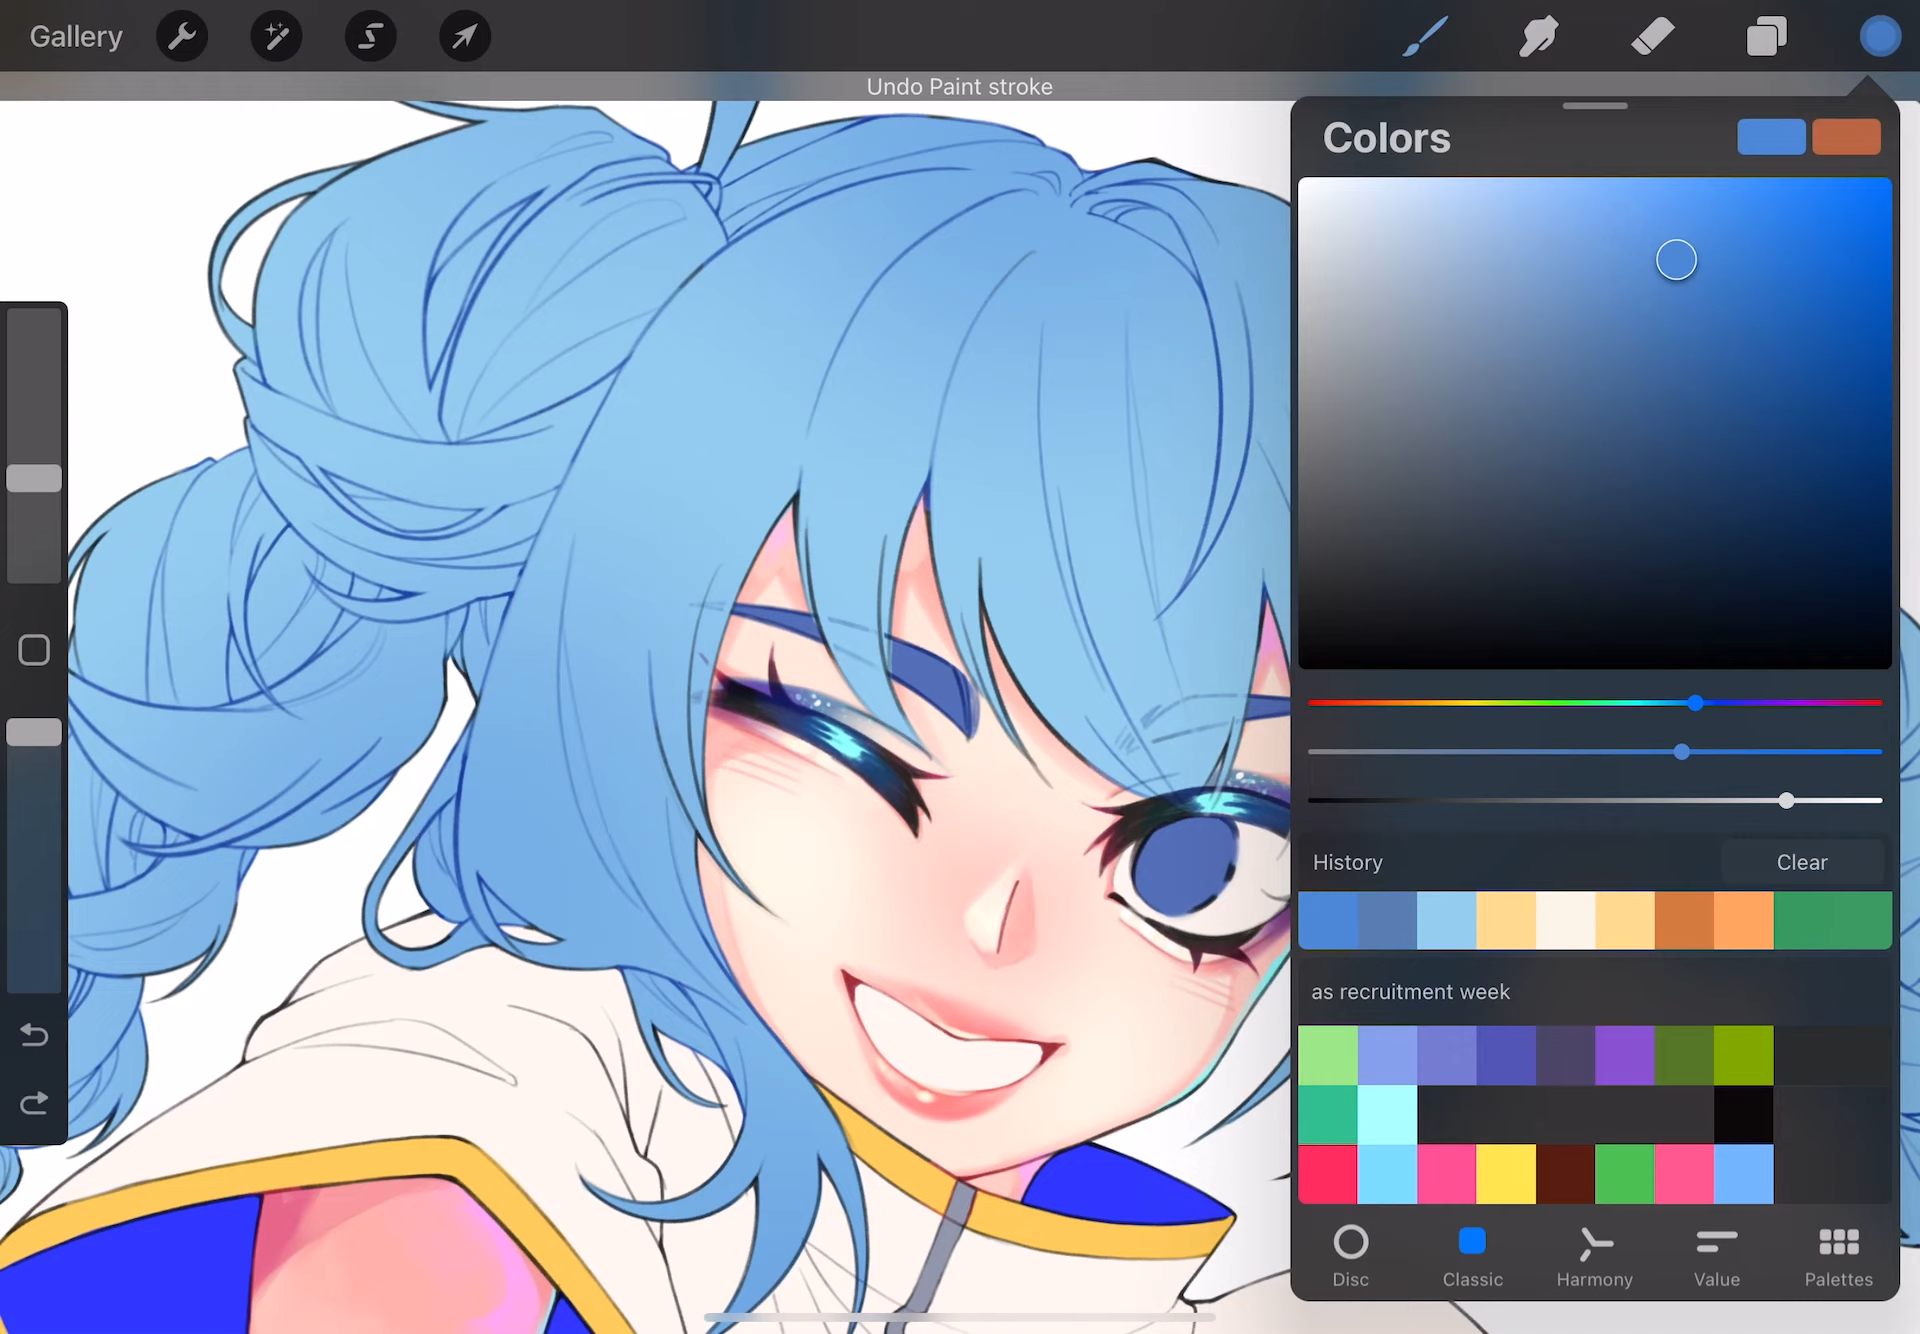 Gallery
Undo Paint stroke
Colors
History
Clear
as recruitment week
Disc
Classic
Harmony
Value
Palettes